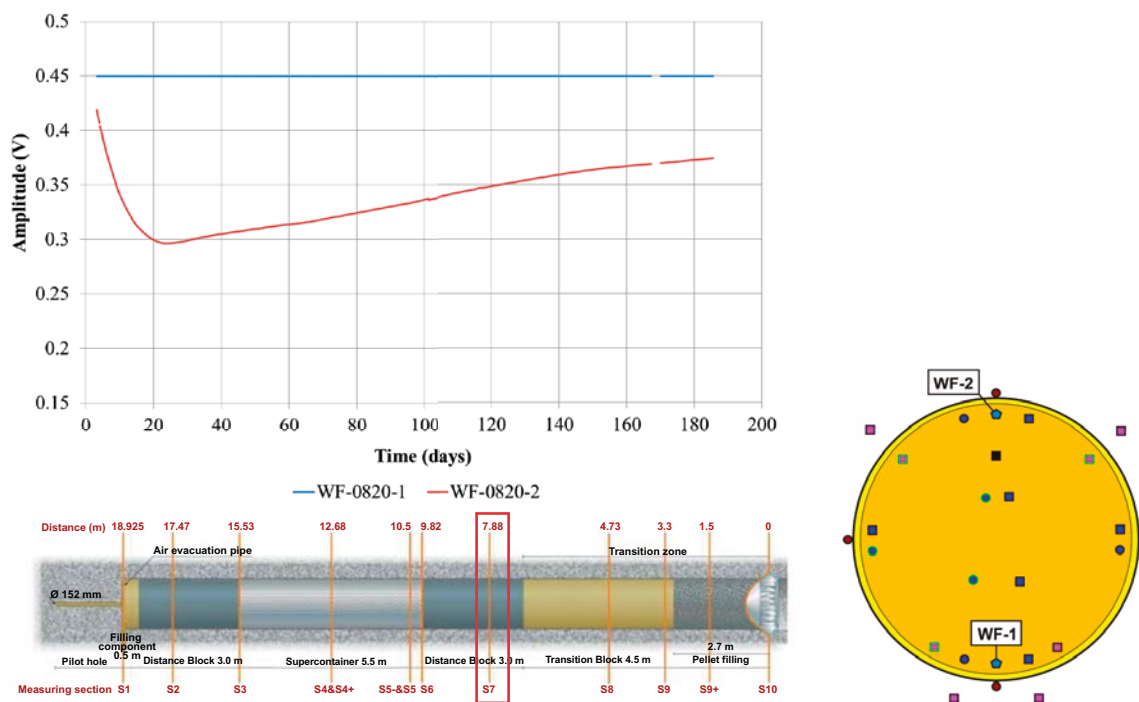 0.5
0.45
0.4
0.35
0.3
0.25
0.2
0.15
Amplitude (V)
0 20 40 60 80 100 120 140 160 180 200
Time (days)
WF-0820-1 WF-0820-2
Distance (m) 18.925 17.47 15.53 12.68 10.5 9.82 7.88 4.73 3.3 1.5 0
Air evacuation pipe
Transition zone
Ø 152 mm
Filling
component
0.5 m
2.7 m
Pilot hole Distance Block 3.0 m Supercontainer 5.5 m Distance Block 3.0 m Transition Block 4.5 m Pellet filling
Measuring section S1 S2 S3 S4&S4+ S5-&S5 S6 S7 S8 S9 S9+ S10
WF-2
WF-1